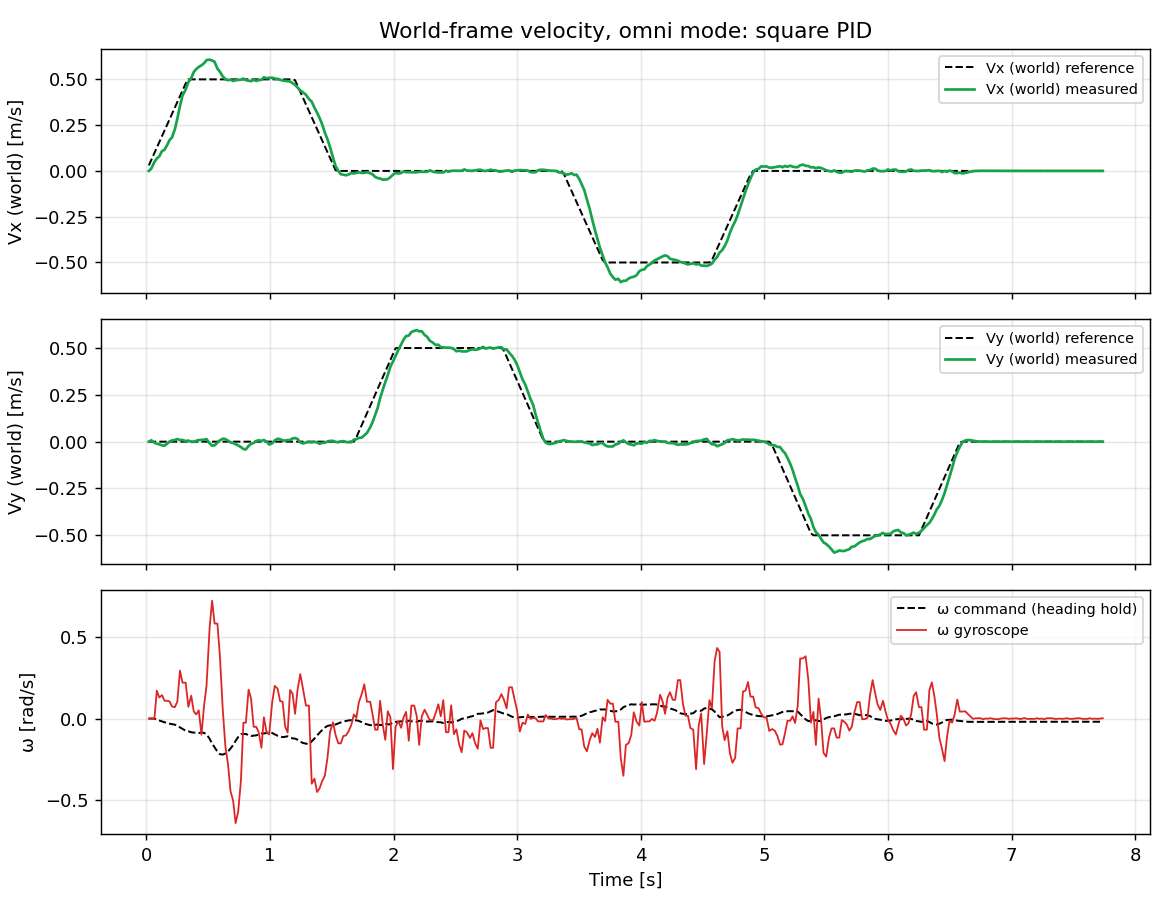 World-frame velocity, omni mode: square PID
Vx (world) [m/s]
0.50
0.25
0.00
−0.25
−0.50
Vx (world) reference
Vx (world) measured
Vy (world) [m/s]
0.50
0.25
0.00
−0.25
−0.50
Vy (world) reference
Vy (world) measured
ω [rad/s]
0.5
0.0
−0.5
ω command (heading hold)
ω gyroscope
0 1 2 3 4 5 6 7 8
Time [s]